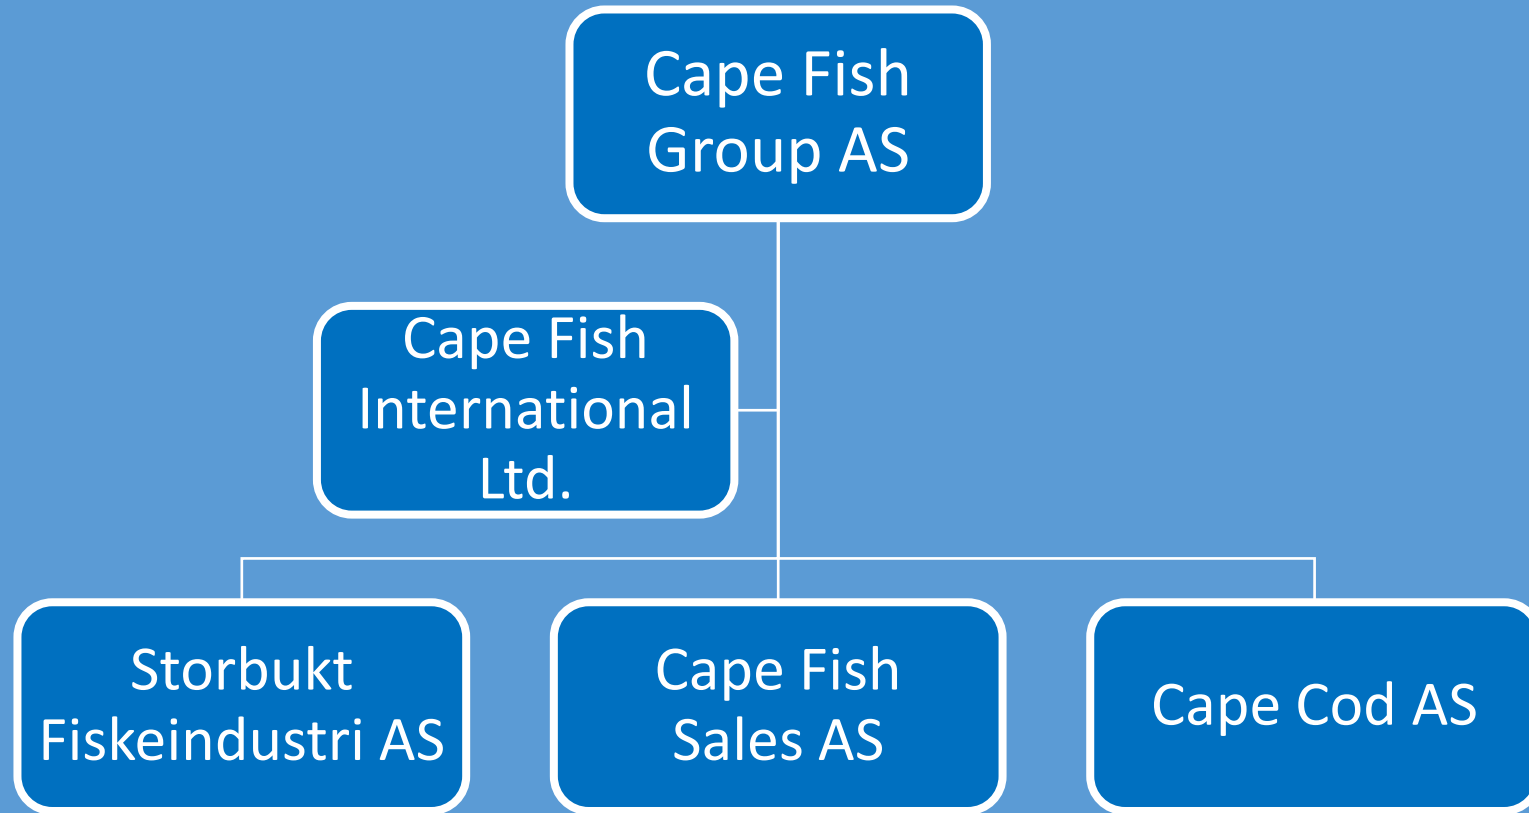 Cape Fish
Group AS
Cape Fish
International
Ltd.
Storbukt
Fiskeindustri AS
Cape Fish
Sales AS
Cape Cod AS